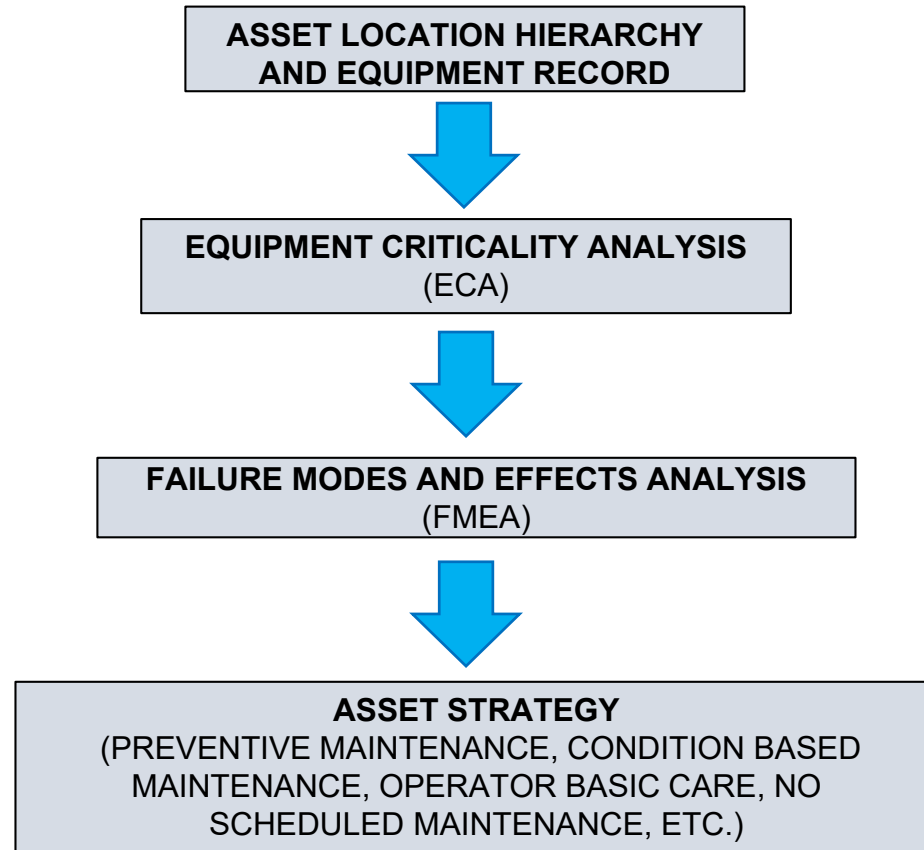 ASSET LOCATION HIERARCHY
AND EQUIPMENT RECORD
EQUIPMENT CRITICALITY ANALYSIS
(ECA)
FAILURE MODES AND EFFECTS ANALYSIS
(FMEA)
ASSET STRATEGY
(PREVENTIVE MAINTENANCE, CONDITION BASED
MAINTENANCE, OPERATOR BASIC CARE, NO
SCHEDULED MAINTENANCE, ETC.)